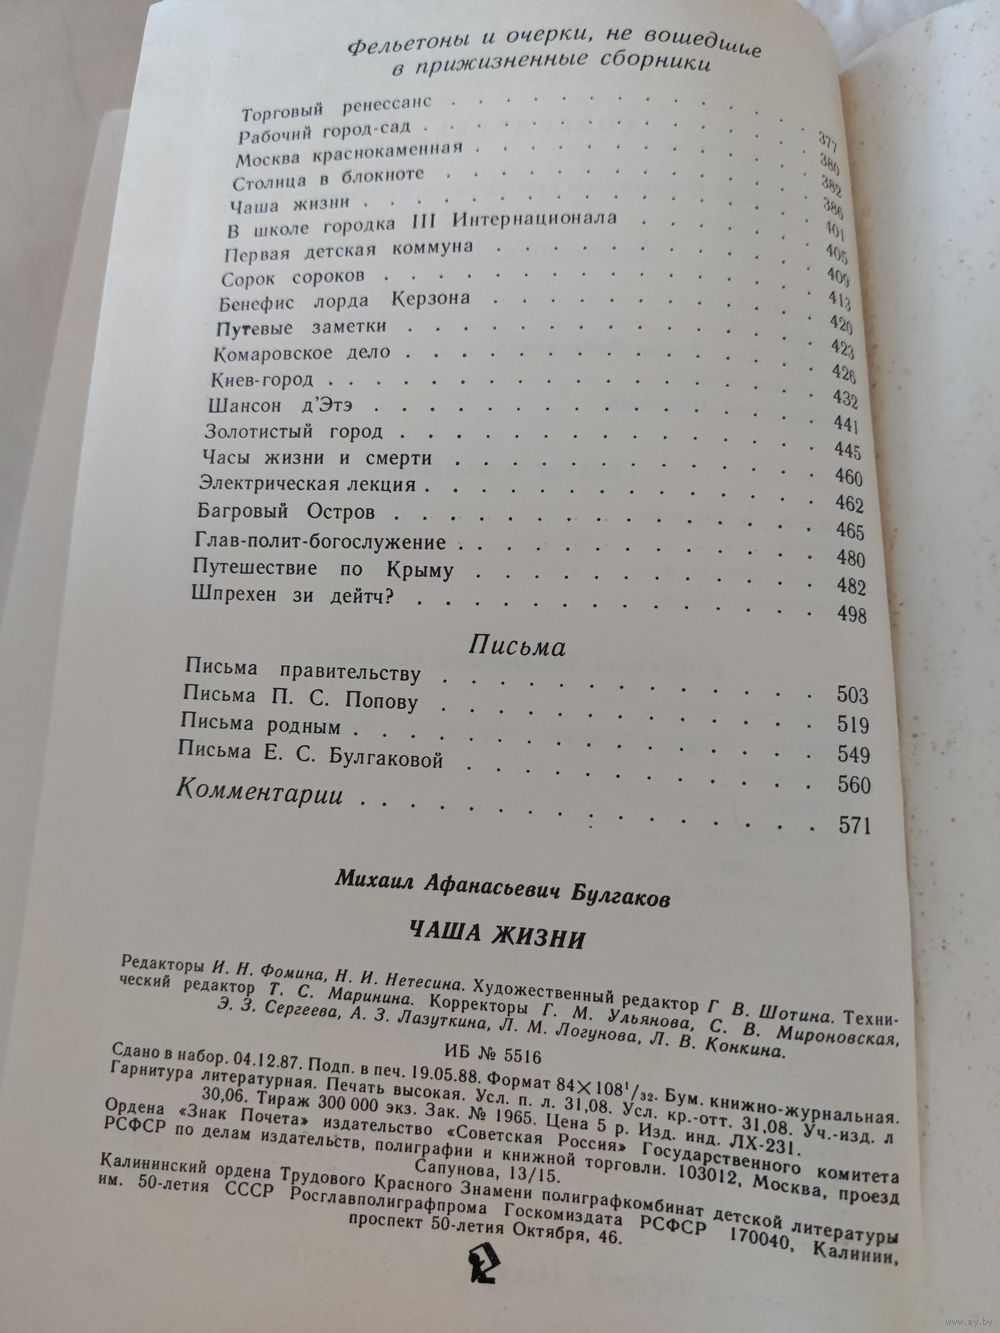 Фельетоны и очерки, не вошедшие
в прижизненные сборники
Торговый ренессанс . . . . . . . . . . . . . 377
Рабочий город-сад . . . . . . . . . . . . . . 380
Москва краснокаменная . . . . . . . . . . . . 382
Столица в блокноте . . . . . . . . . . . . . 386
Чаша жизни . . . . . . . . . . . . . . . . 401
В школе городка III Интернационала . . . . . . . 405
Первая детская коммуна . . . . . . . . . . . . 409
Сорок сороков . . . . . . . . . . . . . . . 413
Бенефис лорда Керзона . . . . . . . . . . . . 420
Путевые заметки . . . . . . . . . . . . . . 423
Комаровское дело . . . . . . . . . . . . . . 426
Киев-город . . . . . . . . . . . . . . . . . 432
Шансон д'Этэ . . . . . . . . . . . . . . . . 441
Золотистый город . . . . . . . . . . . . . . 445
Часы жизни и смерти . . . . . . . . . . . . . 460
Электрическая лекция . . . . . . . . . . . . . 462
Багровый Остров . . . . . . . . . . . . . . . 465
Глав-полит-богослужение . . . . . . . . . . . . 480
Путешествие по Крыму . . . . . . . . . . . . 482
Шпрехен зи дейтч? . . . . . . . . . . . . . . 498
Письма
Письма правительству . . . . . . . . . . . . . 503
Письма П. С. Попову . . . . . . . . . . . . . 519
Письма родным . . . . . . . . . . . . . . . . 549
Письма Е. С. Булгаковой . . . . . . . . . . . . 560
Комментарии . . . . . . . . . . . . . . . . 571
Михаил Афанасьевич Булгаков
ЧАША ЖИЗНИ
Редакторы И. Н. Фомина, Н. И. Нетесина. Художественный редактор Г. В. Шотина. Техни-
ческий редактор Т. С. Маринина. Корректоры Г. М. Ульянова, С. В. Мироновская,
Э. З. Сергеева, А. З. Лазуткина, Л. М. Логунова, Л. В. Конкина.
ИБ № 5516
Сдано в набор. 04.12.87. Подп. в печ. 19.05.88. Формат 84×108¹/₃₂. Бум. книжно-журнальная.
Гарнитура литературная. Печать высокая. Усл. п. л. 31,08. Усл. кр.-отт. 31,08. Уч.-изд. л
30,06. Тираж 300 000 экз. Зак. № 1965. Цена 5 р. Изд. инд. ЛХ-231.
Ордена «Знак Почета» издательство «Советская Россия» Государственного комитета
РСФСР по делам издательств, полиграфии и книжной торговли. 103012, Москва, проезд
Сапунова, 13/15.
Калининский ордена Трудового Красного Знамени полиграфкомбинат детской литературы
им. 50-летия СССР Росглавполиграфпрома Госкомиздата РСФСР 170040, Калинин,
проспект 50-летия Октября, 46.
www.ay.by